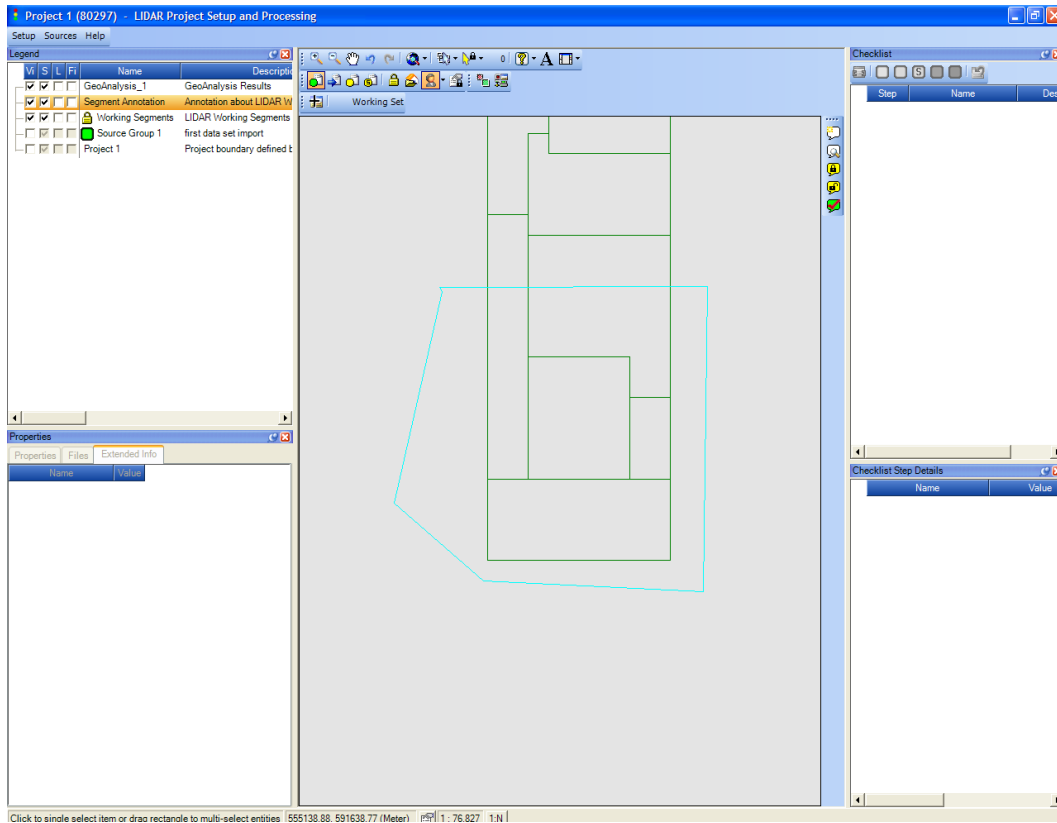 Project 1 (80297) - LIDAR Project Setup and Processing
Setup Sources Help
Legend
Vi S L Fi Name Descriptio
GeoAnalysis_1 GeoAnalysis Results
Segment Annotation Annotation about LIDAR W
Working Segments LIDAR Working Segments
Source Group 1 first data set import
Project 1 Project boundary defined b
0 A
S
Working Set
Properties
Properties Files Extended Info
Name Value
Checklist
S
Step Name Des
Checklist Step Details
Name Value
Click to single select item or drag rectangle to multi-select entities 555138.88, 591638.77 (Meter) 1 : 76,827 1:N